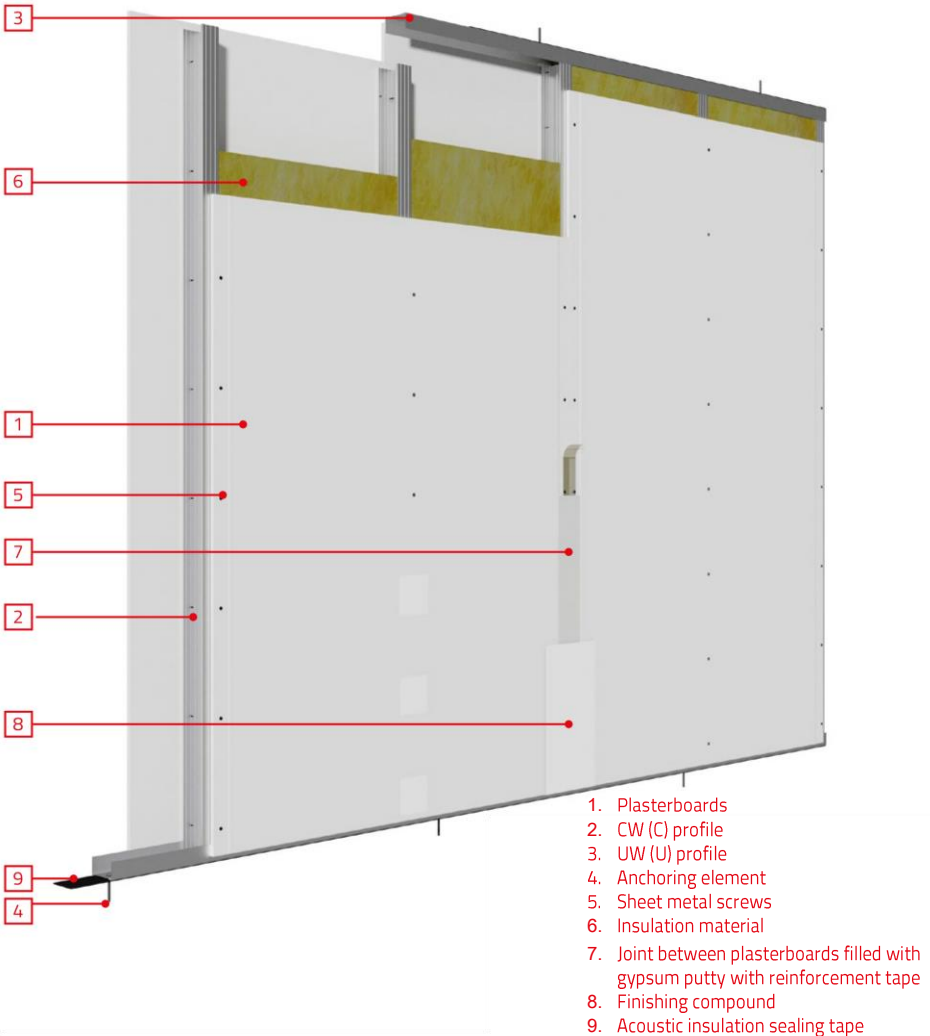 3
6
1
5
7
2
8
9
4
1. Plasterboards
2. CW (C) profile
3. UW (U) profile
4. Anchoring element
5. Sheet metal screws
6. Insulation material
7. Joint between plasterboards filled with
gypsum putty with reinforcement tape
8. Finishing compound
9. Acoustic insulation sealing tape